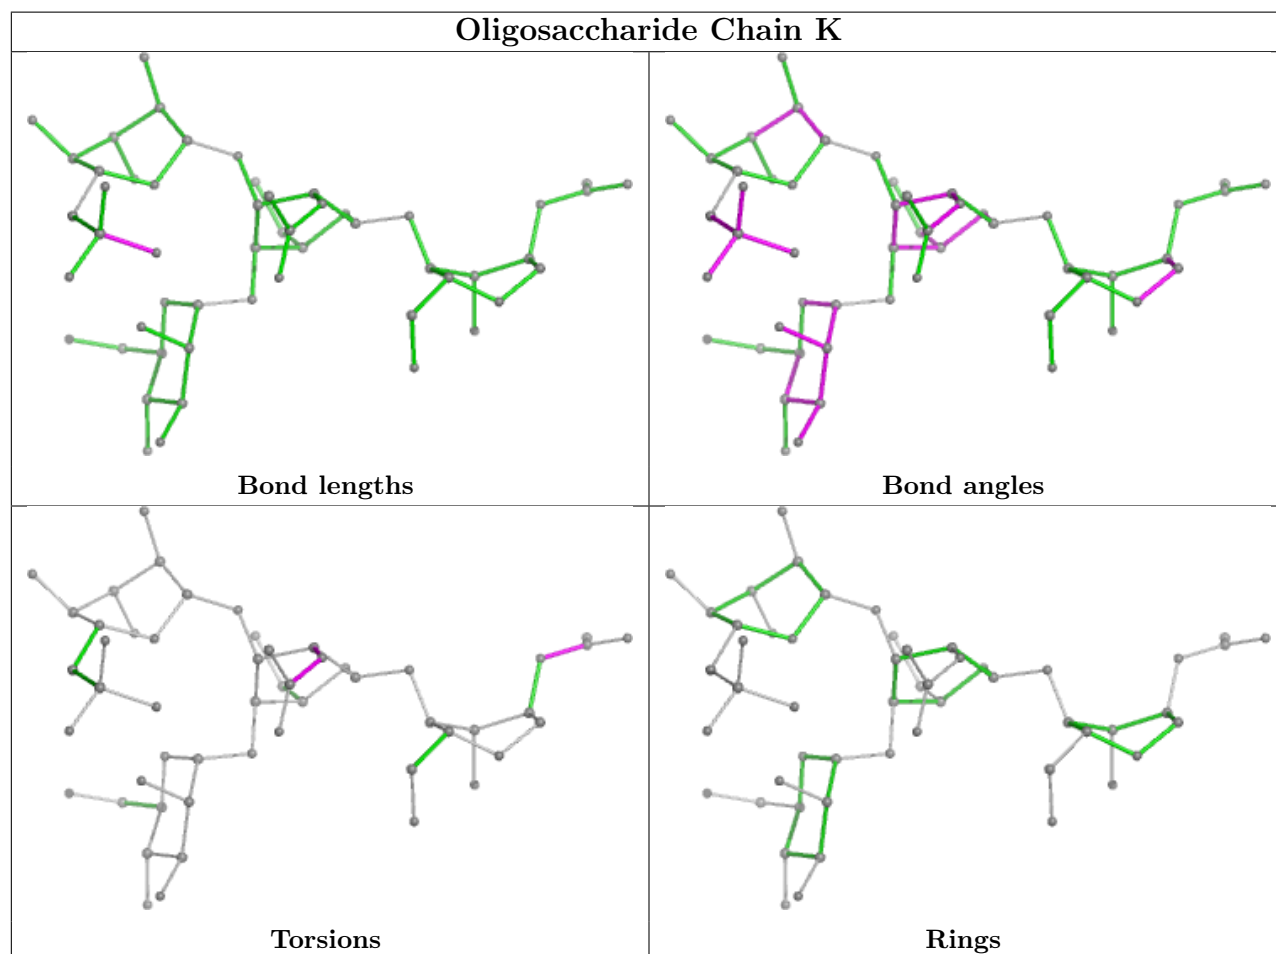 Oligosaccharide Chain K
Bond lengths
Bond angles
Torsions
Rings